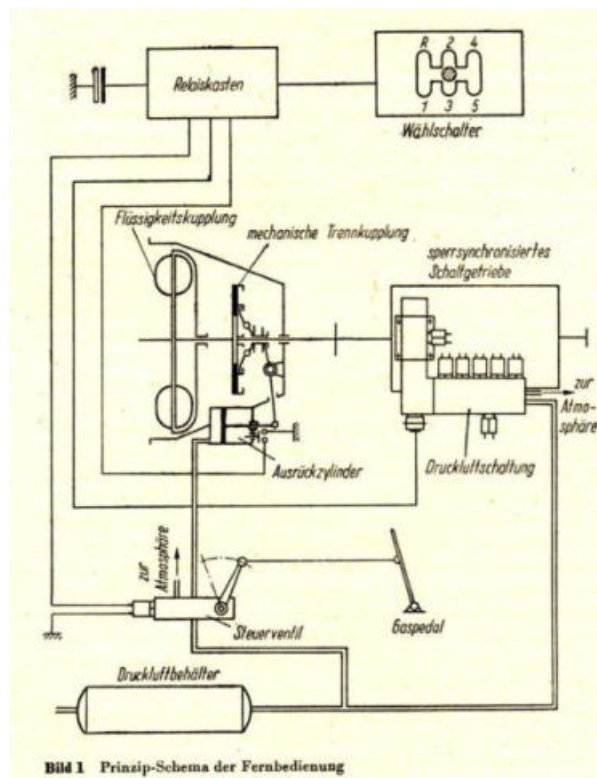 Relaiskasten
R 2 4
1 3 5
Wählschalter
Flüssigkeitskupplung
mechanische Trennkupplung
sperrsynchronisiertes
Schaltgetriebe
zur
Atmo-
sphäre
Ausrückzylinder
Druckluftschaltung
zur
Atmosphäre
Steuerventil
Gaspedal
Druckluftbehälter
Bild 1 Prinzip-Schema der Fernbedienung